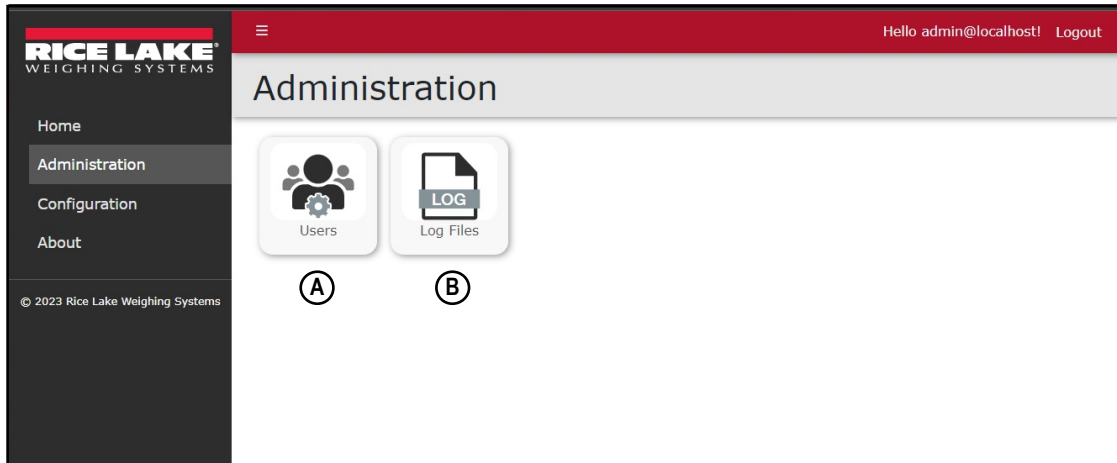 RICE LAKE®
WEIGHING SYSTEMS
Home
Administration
Configuration
About
© 2023 Rice Lake Weighing Systems
≡
Hello admin@localhost! Logout
Administration
LOG
Users
Log Files
A
B